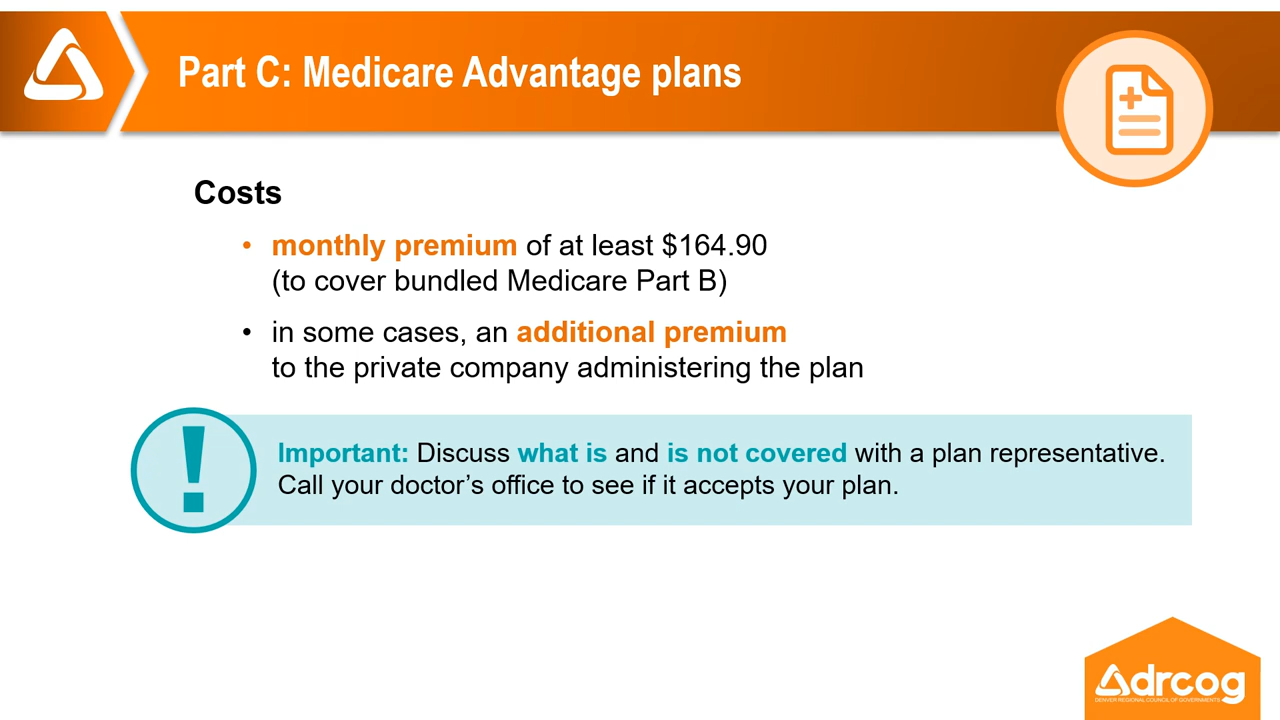 Part C: Medicare Advantage plans
Costs
• monthly premium of at least $164.90
(to cover bundled Medicare Part B)
• in some cases, an additional premium
to the private company administering the plan
! Important: Discuss what is and is not covered with a plan representative.
Call your doctor’s office to see if it accepts your plan.
drcog
DENVER REGIONAL COUNCIL OF GOVERNMENTS